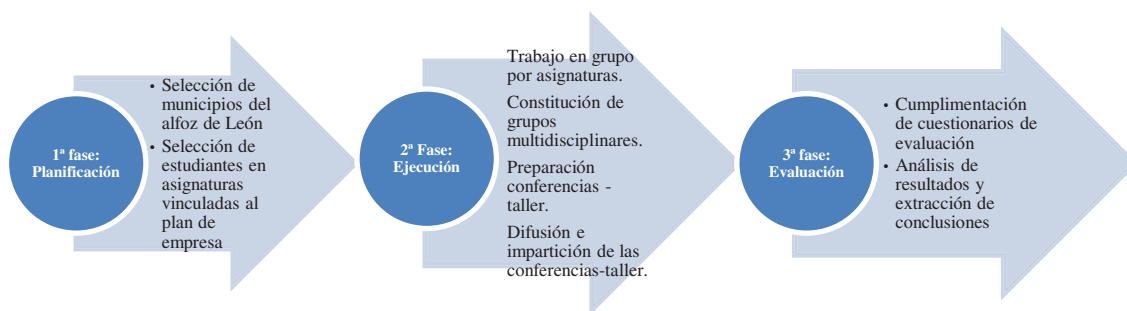 1ª fase:
Planificación
• Selección de
municipios del
alfoz de León
• Selección de
estudiantes en
asignaturas
vinculadas al
plan de
empresa
2ª Fase:
Ejecución
Trabajo en grupo
por asignaturas.
Constitución de
grupos
multidisciplinares.
Preparación
conferencias -
taller.
Difusión e
impartición de las
conferencias-taller.
3ª fase:
Evaluación
• Cumplimentación
de cuestionarios de
evaluación
• Análisis de
resultados y
extracción de
conclusiones